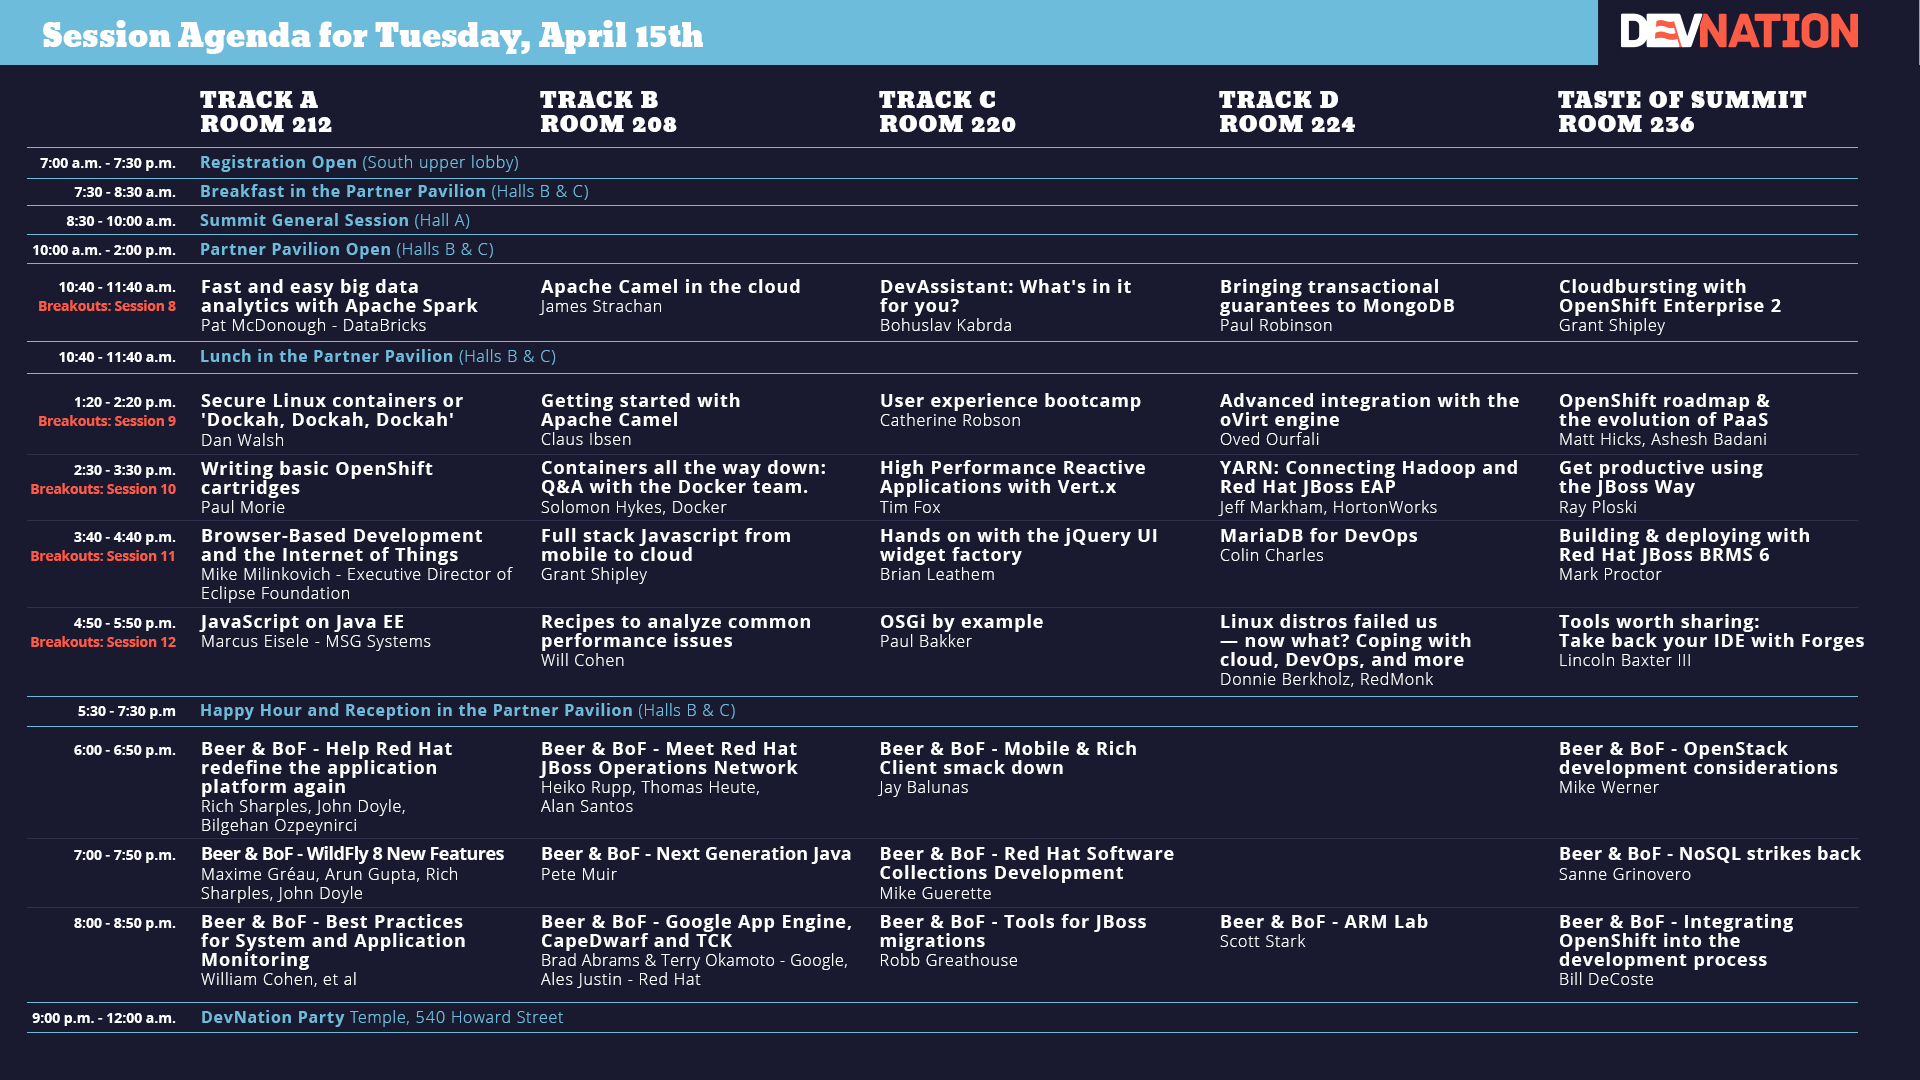 Session Agenda for Tuesday, April 15th
DEVNATION
TRACK A
ROOM 212
TRACK B
ROOM 208
TRACK C
ROOM 220
TRACK D
ROOM 224
TASTE OF SUMMIT
ROOM 236
7:00 a.m. - 7:30 p.m.
Registration Open (South upper lobby)
7:30 - 8:30 a.m.
Breakfast in the Partner Pavilion (Halls B & C)
8:30 - 10:00 a.m.
Summit General Session (Hall A)
10:00 a.m. - 2:00 p.m.
Partner Pavilion Open (Halls B & C)
10:40 - 11:40 a.m.
Breakouts: Session 8
Fast and easy big data
analytics with Apache Spark
Pat McDonough - DataBricks
Apache Camel in the cloud
James Strachan
DevAssistant: What's in it
for you?
Bohuslav Kabrda
Bringing transactional
guarantees to MongoDB
Paul Robinson
Cloudbursting with
OpenShift Enterprise 2
Grant Shipley
10:40 - 11:40 a.m.
Lunch in the Partner Pavilion (Halls B & C)
1:20 - 2:20 p.m.
Breakouts: Session 9
Secure Linux containers or
'Dockah, Dockah, Dockah'
Dan Walsh
Getting started with
Apache Camel
Claus Ibsen
User experience bootcamp
Catherine Robson
Advanced integration with the
oVirt engine
Oved Ourfali
OpenShift roadmap &
the evolution of PaaS
Matt Hicks, Ashesh Badani
2:30 - 3:30 p.m.
Breakouts: Session 10
Writing basic OpenShift
cartridges
Paul Morie
Containers all the way down:
Q&A with the Docker team.
Solomon Hykes, Docker
High Performance Reactive
Applications with Vert.x
Tim Fox
YARN: Connecting Hadoop and
Red Hat JBoss EAP
Jeff Markham, HortonWorks
Get productive using
the JBoss Way
Ray Ploski
3:40 - 4:40 p.m.
Breakouts: Session 11
Browser-Based Development
and the Internet of Things
Mike Milinkovich - Executive Director of
Eclipse Foundation
Full stack Javascript from
mobile to cloud
Grant Shipley
Hands on with the jQuery UI
widget factory
Brian Leathem
MariaDB for DevOps
Colin Charles
Building & deploying with
Red Hat JBoss BRMS 6
Mark Proctor
4:50 - 5:50 p.m.
Breakouts: Session 12
JavaScript on Java EE
Marcus Eisele - MSG Systems
Recipes to analyze common
performance issues
Will Cohen
OSGi by example
Paul Bakker
Linux distros failed us
— now what? Coping with
cloud, DevOps, and more
Donnie Berkholz, RedMonk
Tools worth sharing:
Take back your IDE with Forges
Lincoln Baxter III
5:30 - 7:30 p.m
Happy Hour and Reception in the Partner Pavilion (Halls B & C)
6:00 - 6:50 p.m.
Beer & BoF - Help Red Hat
redefine the application
platform again
Rich Sharples, John Doyle,
Bilgehan Ozpeynirci
Beer & BoF - Meet Red Hat
JBoss Operations Network
Heiko Rupp, Thomas Heute,
Alan Santos
Beer & BoF - Mobile & Rich
Client smack down
Jay Balunas
Beer & BoF - OpenStack
development considerations
Mike Werner
7:00 - 7:50 p.m.
Beer & BoF - WildFly 8 New Features
Maxime Gréau, Arun Gupta, Rich
Sharples, John Doyle
Beer & BoF - Next Generation Java
Pete Muir
Beer & BoF - Red Hat Software
Collections Development
Mike Guerette
Beer & BoF - NoSQL strikes back
Sanne Grinovero
8:00 - 8:50 p.m.
Beer & BoF - Best Practices
for System and Application
Monitoring
William Cohen, et al
Beer & BoF - Google App Engine,
CapeDwarf and TCK
Brad Abrams & Terry Okamoto - Google,
Ales Justin - Red Hat
Beer & BoF - Tools for JBoss
migrations
Robb Greathouse
Beer & BoF - ARM Lab
Scott Stark
Beer & BoF - Integrating
OpenShift into the
development process
Bill DeCoste
9:00 p.m. - 12:00 a.m.
DevNation Party Temple, 540 Howard Street